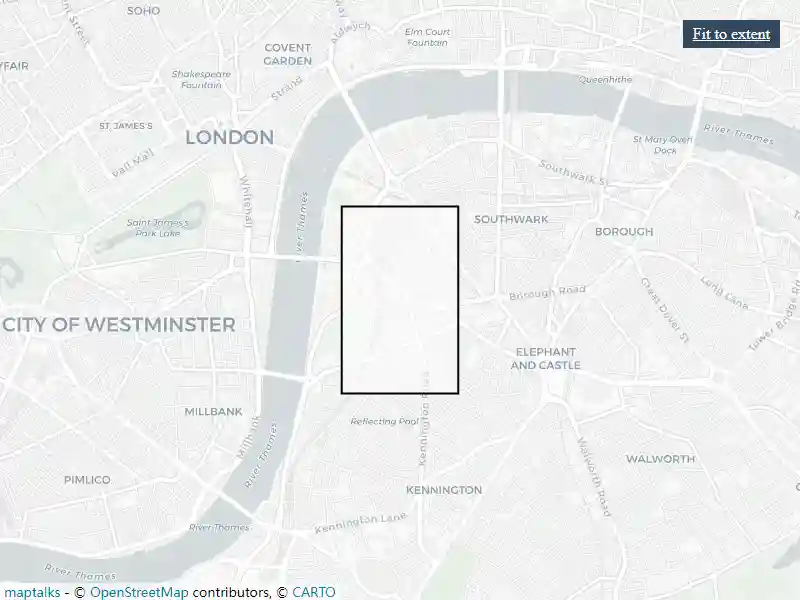 SOHO
Elm Court
Fountain
Aldwych
COVENT
GARDEN
Fit to extent
Shakespeare
Fountain
Strand
Queenhithe
ST JAMES'S
LONDON
River Thames
St Mary Overi
Dock
Pall Mall
Southwark St
Whitehall
River Thames
Saint James's
Park Lake
SOUTHWARK
BOROUGH
Long Lane
Borough Road
Great Dover St
Tower Bridge Ro
CITY OF WESTMINSTER
ELEPHANT
AND CASTLE
MILLBANK
Kennington Road
Reflecting Pool
Millbank
River Thames
WALWORTH
Walworth Road
PIMLICO
KENNINGTON
River Thames
Kennington Lane
River Thames
maptalks - © OpenStreetMap contributors, © CARTO